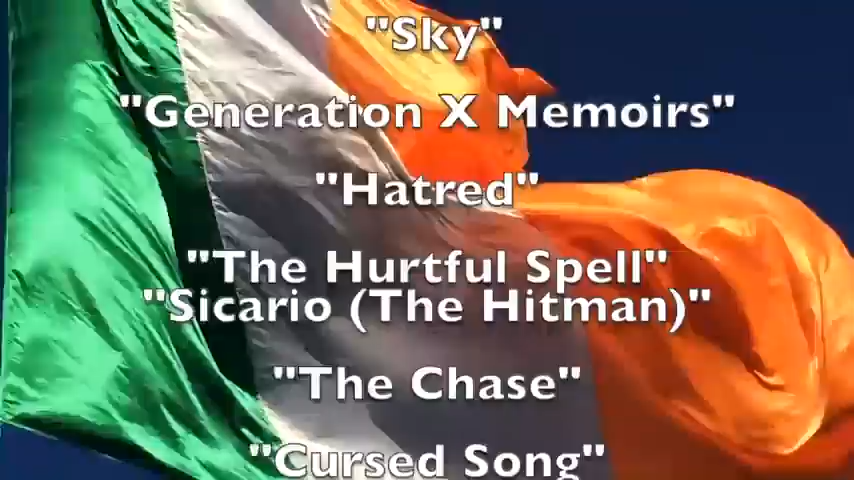 "Sky"
"Generation X Memoirs"
"Hatred"
"The Hurtful Spell"
"Sicario (The Hitman)"
"The Chase"
"Cursed Song"